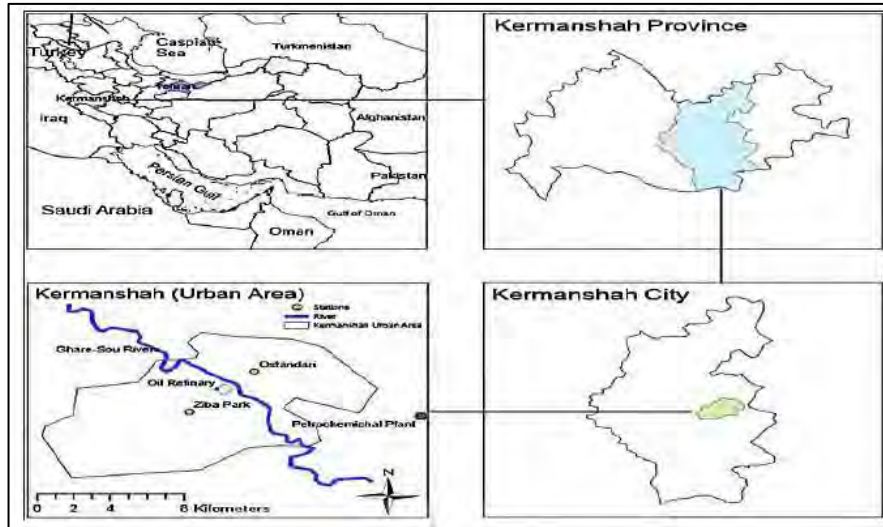 Turkey
Caspian
Sea
Turkmenistan
Tehran
Kermanshah
Iraq
Afghanistan
Persian Gulf
Pakistan
Saudi Arabia
Gulf of Oman
Oman
Kermanshah Province
Kermanshah (Urban Area)
Stations
River
Kermanshah Urban Area
Ghare-Sou River
Ostandari
Oil Refinary
Ziba Park
Petrokemichal Plant
N
0 2 4 8 Kilometers
Kermanshah City